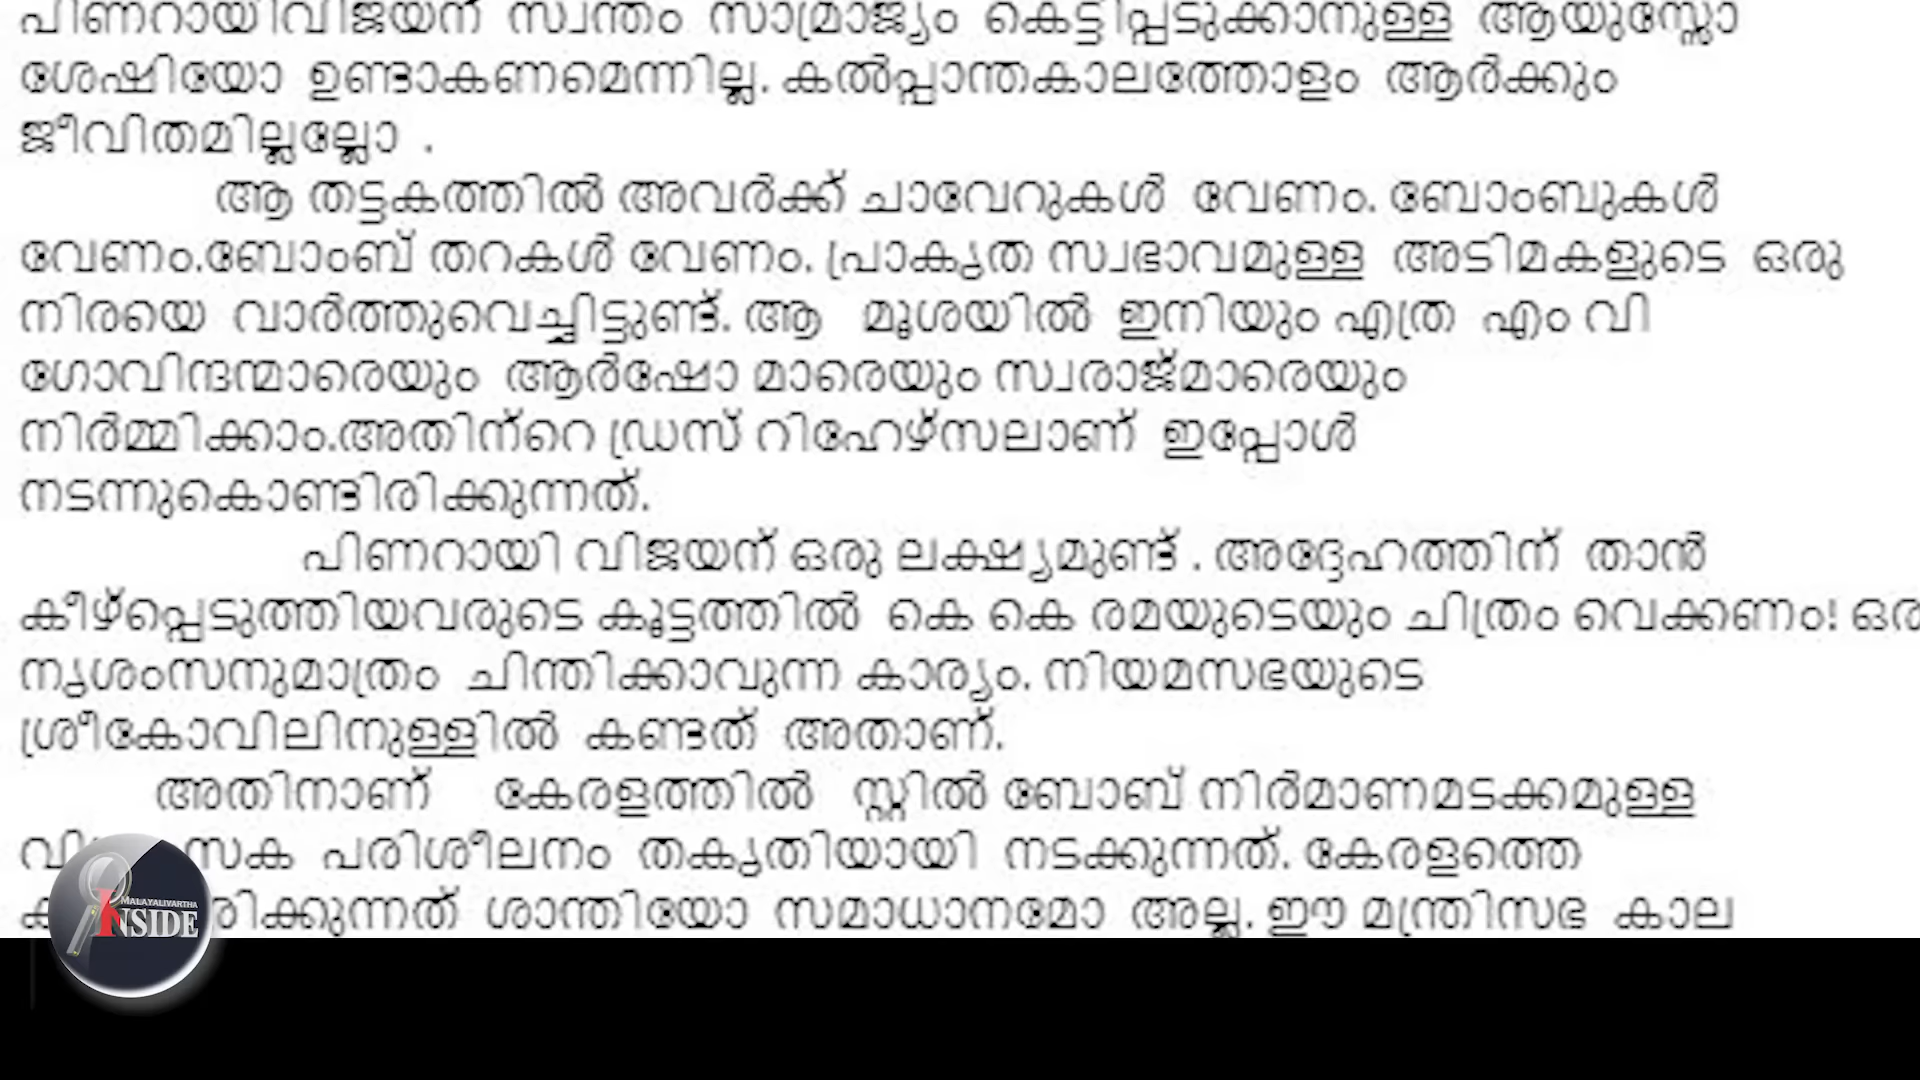 പിണറായിവിജയന് സ്വന്തം സാമ്രാജ്യം കെട്ടിപ്പടുക്കാനുള്ള ആയുസ്സോ
ശേഷിയോ ഉണ്ടാകണമെന്നില്ല. കൽപ്പാന്തകാലത്തോളം ആർക്കും
ജീവിതമില്ലല്ലോ .
ആ തട്ടകത്തിൽ അവർക്ക് ചാവേറുകൾ വേണം. ബോംബുകൾ
വേണം.ബോംബ് തറകൾ വേണം. പ്രാകൃത സ്വഭാവമുള്ള അടിമകളുടെ ഒരു
നിരയെ വാർത്തുവെച്ചിട്ടുണ്ട്. ആ മൂശയിൽ ഇനിയും എത്ര എം വി
ഗോവിന്ദന്മാരെയും ആർഷോ മാരെയും സ്വരാജ്മാരെയും
നിർമ്മിക്കാം.അതിന്റെ ഡ്രസ് റിഹേഴ്സലാണ് ഇപ്പോൾ
നടന്നുകൊണ്ടിരിക്കുന്നത്.
പിണറായി വിജയന് ഒരു ലക്ഷ്യമുണ്ട് . അദ്ദേഹത്തിന് താൻ
കീഴ്പ്പെടുത്തിയവരുടെ കൂട്ടത്തിൽ കെ കെ രമയുടെയും ചിത്രം വെക്കണം!
നൃശംസനുമാത്രം ചിന്തിക്കാവുന്ന കാര്യം. നിയമസഭയുടെ
ശ്രീകോവിലിനുള്ളിൽ കണ്ടത് അതാണ്.
അതിനാണ് കേരളത്തിൽ സ്റ്റിൽ ബോബ് നിർമാണമടക്കമുള്ള
പരിശീലനം തകൃതിയായി നടക്കുന്നത്. കേരളത്തെ
ശാന്തിയോ സമാധാനമോ അല്ല. ഈ മന്ത്രിസഭ കാല
MALAYALIVARTHA
INSIDE